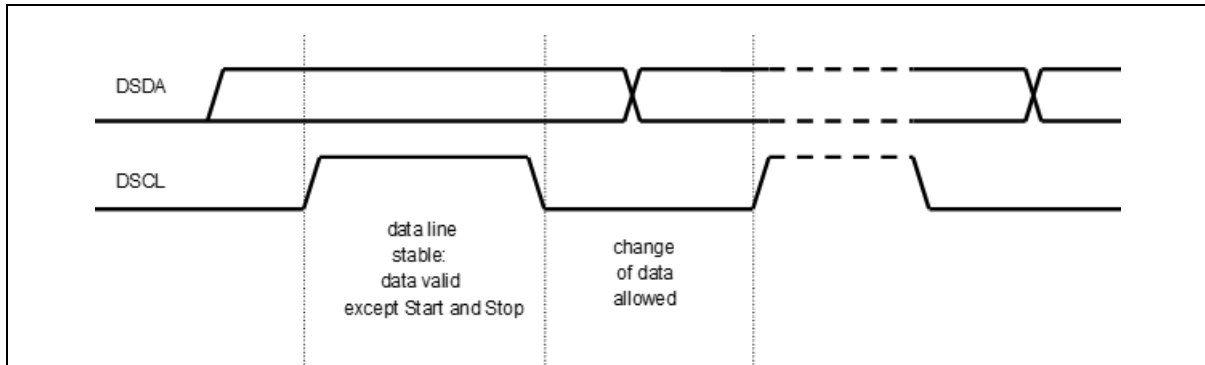 DSDA
DSCL
data line
stable:
data valid
except Start and Stop
change
of data
allowed